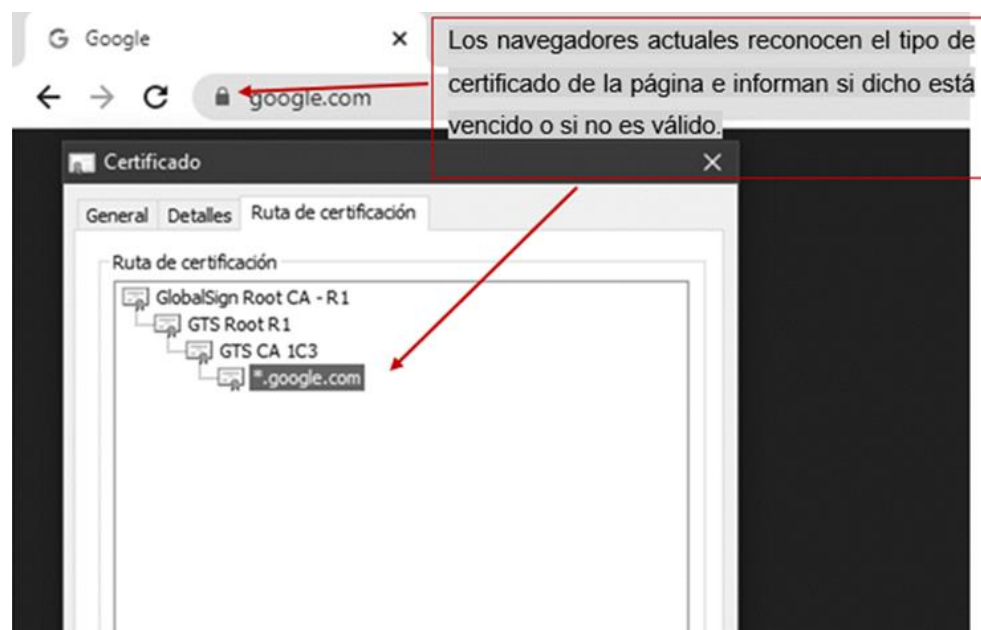 Google
Los navegadores actuales reconocen el tipo de
certificado de la página e informan si dicho está
vencido o si no es válido.
google.com
Certificado
General Detalles Ruta de certificación
Ruta de certificación
GlobalSign Root CA - R1
GTS Root R1
GTS CA 1C3
*.google.com